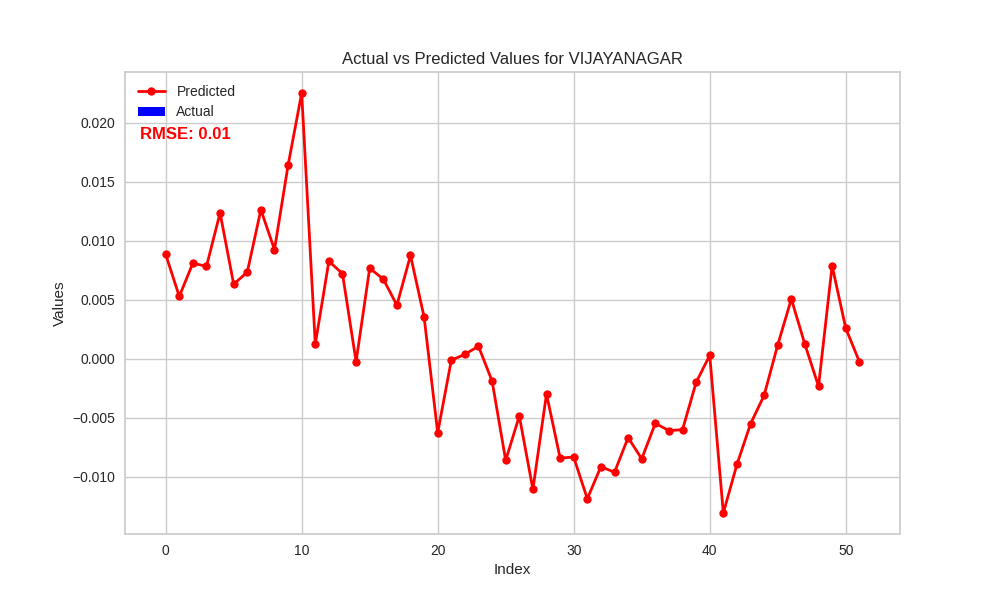 Actual vs Predicted Values for VIJAYANAGAR
Predicted
Actual
RMSE: 0.01
0.020
0.015
0.010
0.005
0.000
−0.005
−0.010
Values
0 10 20 30 40 50
Index